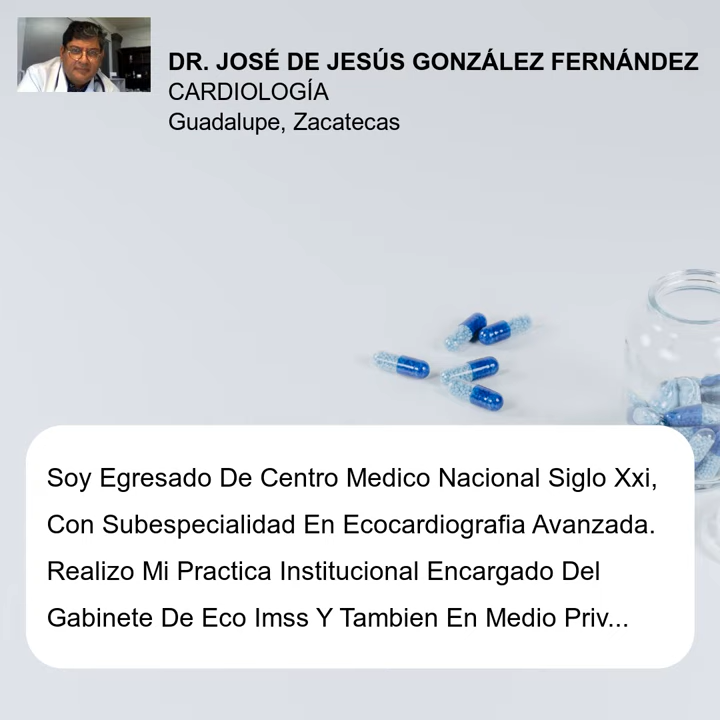 DR. JOSÉ DE JESÚS GONZÁLEZ FERNÁNDEZ
CARDIOLOGÍA
Guadalupe, Zacatecas
Soy Egresado De Centro Medico Nacional Siglo Xxi,
Con Subespecialidad En Ecocardiografia Avanzada.
Realizo Mi Practica Institucional Encargado Del
Gabinete De Eco Imss Y Tambien En Medio Priv...